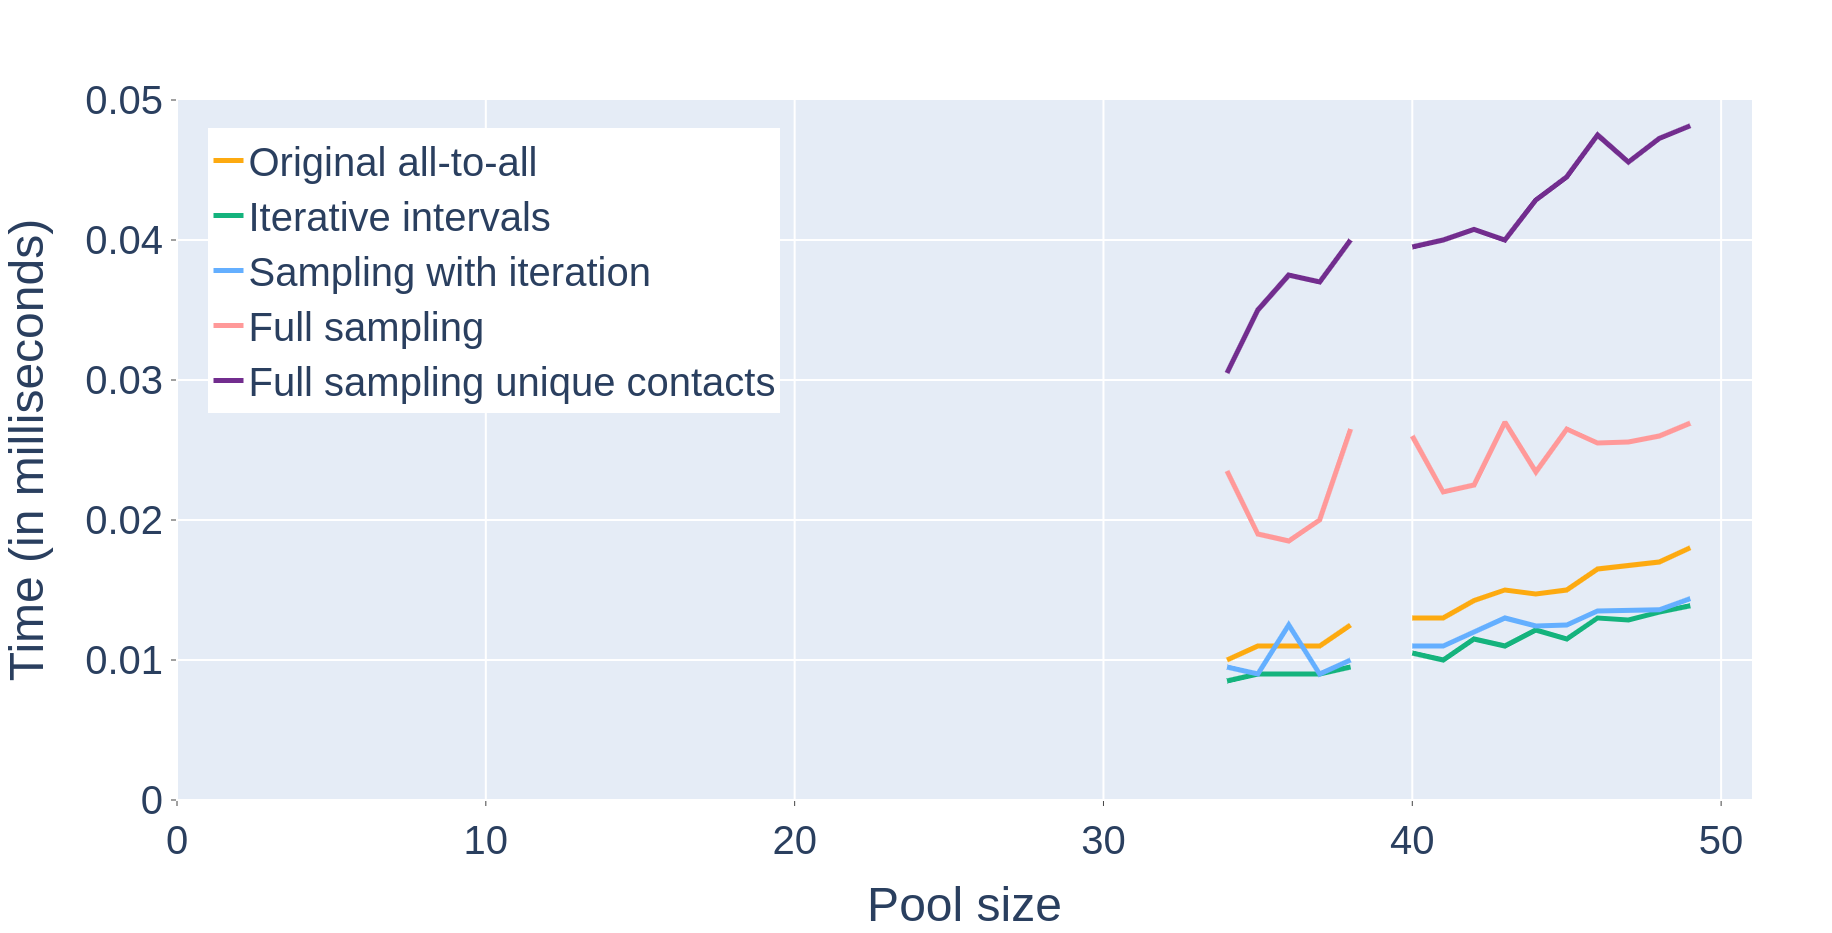 0.05
0.04
0.03
0.02
0.01
0
Time (in milliseconds)
Original all-to-all
Iterative intervals
Sampling with iteration
Full sampling
Full sampling unique contacts
0 10 20 30 40 50
Pool size